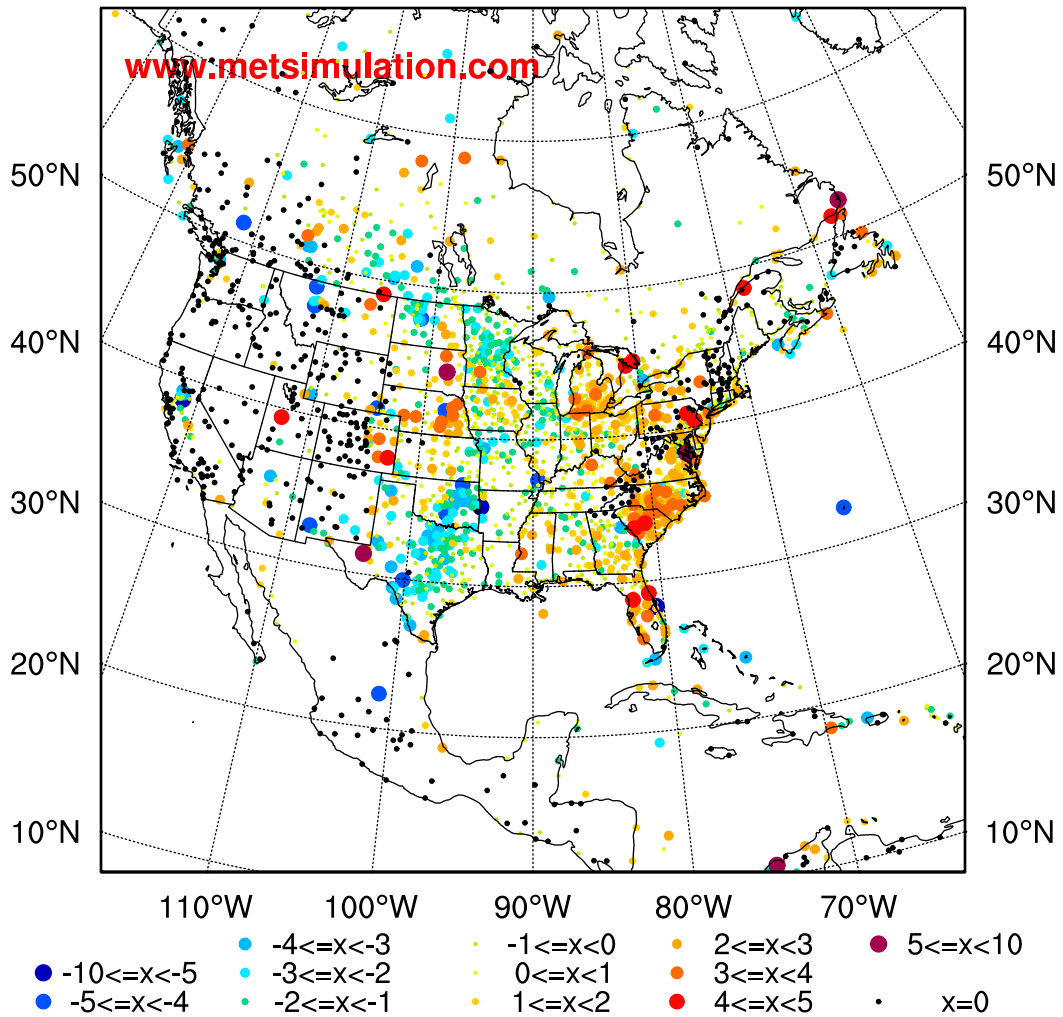 www.metsimulation.com
50°N 50°N
40°N 40°N
30°N 30°N
20°N 20°N
10°N 10°N
110°W 100°W 90°W 80°W 70°W
-4<=x<-3 -1<=x<0 2<=x<3 5<=x<10
-10<=x<-5 -3<=x<-2 0<=x<1 3<=x<4
-5<=x<-4 -2<=x<-1 1<=x<2 4<=x<5 x=0